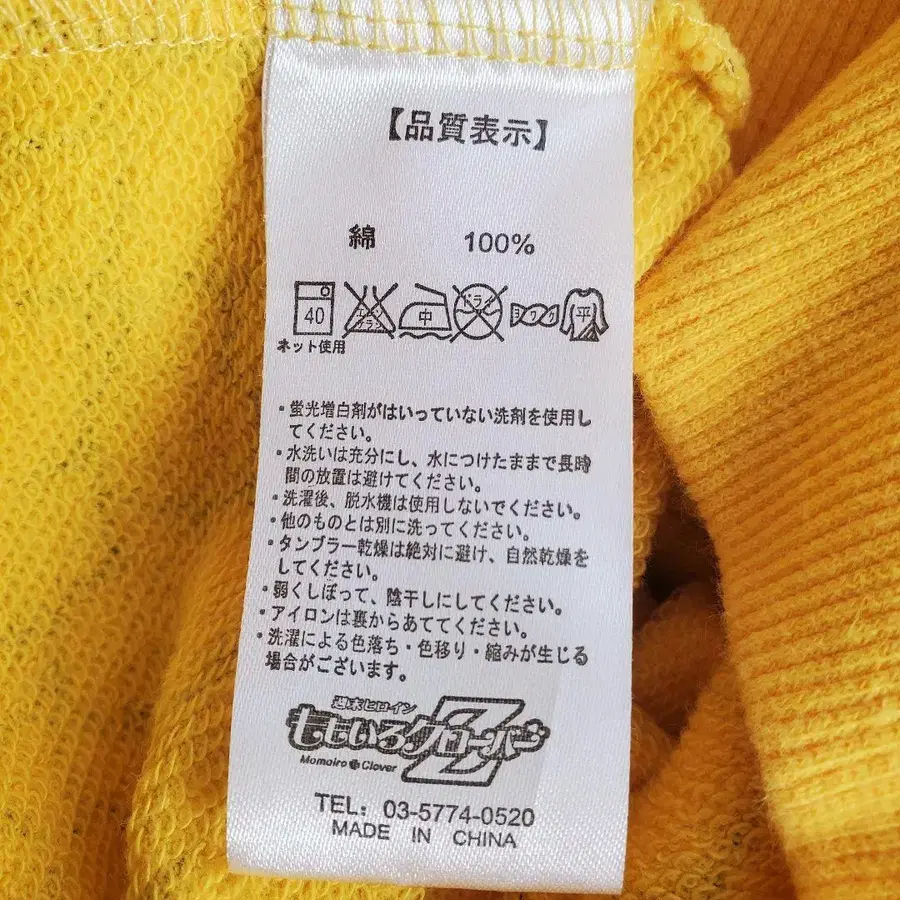 【品質表示】
綿 100%
40 エンソサラシ 中 ドライ ヨワク 平
ネット使用
・蛍光増白剤がはいっていない洗剤を使用し
てください。
・水洗いは充分にし、水につけたままで長時
間の放置は避けてください。
・洗濯後、脱水機は使用しないでください。
・他のものとは別に洗ってください。
・タンブラー乾燥は絶対に避け、自然乾燥を
してください。
・弱くしぼって、陰干しにしてください。
・アイロンは裏からあててください。
・洗濯による色落ち・色移り・縮みが生じる
場合がございます。
週末ヒロイン
ももいろクローバーZ
Momoiro Clover
TEL: 03-5774-0520
MADE IN CHINA